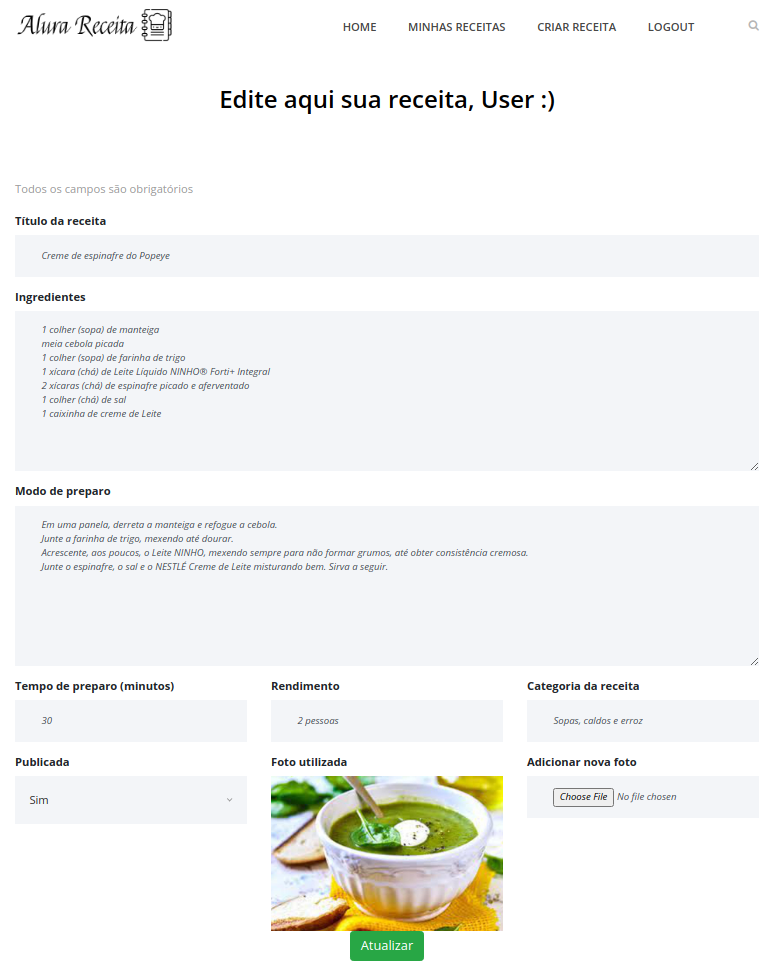 Alura Receita
HOME MINHAS RECEITAS CRIAR RECEITA LOGOUT
Edite aqui sua receita, User :)
Todos os campos são obrigatórios
Título da receita
Creme de espinafre do Popeye
Ingredientes
1 colher (sopa) de manteiga
meia cebola picada
1 colher (sopa) de farinha de trigo
1 xícara (chá) de Leite Líquido NINHO® Forti+ Integral
2 xícaras (chá) de espinafre picado e aferventado
1 colher (chá) de sal
1 caixinha de creme de Leite
Modo de preparo
Em uma panela, derreta a manteiga e refogue a cebola.
Junte a farinha de trigo, mexendo até dourar.
Acrescente, aos poucos, o Leite NINHO, mexendo sempre para não formar grumos, até obter consistência cremosa.
Junte o espinafre, o sal e o NESTLÉ Creme de Leite misturando bem. Sirva a seguir.
Tempo de preparo (minutos) Rendimento Categoria da receita
30 2 pessoas Sopas, caldos e erroz
Publicada Foto utilizada Adicionar nova foto
Sim Choose File No file chosen
Atualizar